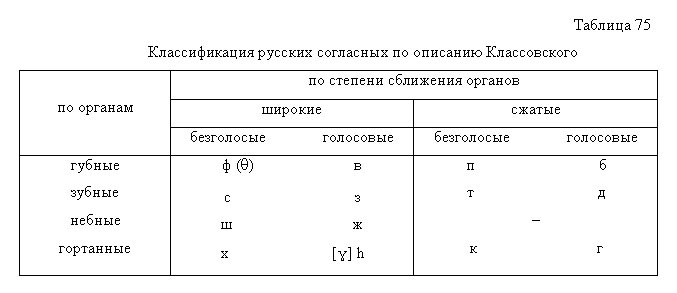 Таблица 75
Классификация русских согласных по описанию Классовского
по органам
по степени сближения органов
широкие сжатые
безголосые голосовые безголосые голосовые
губные ф (θ) в п б
зубные с з т д
небные ш ж –
гортанные х [γ] h к г